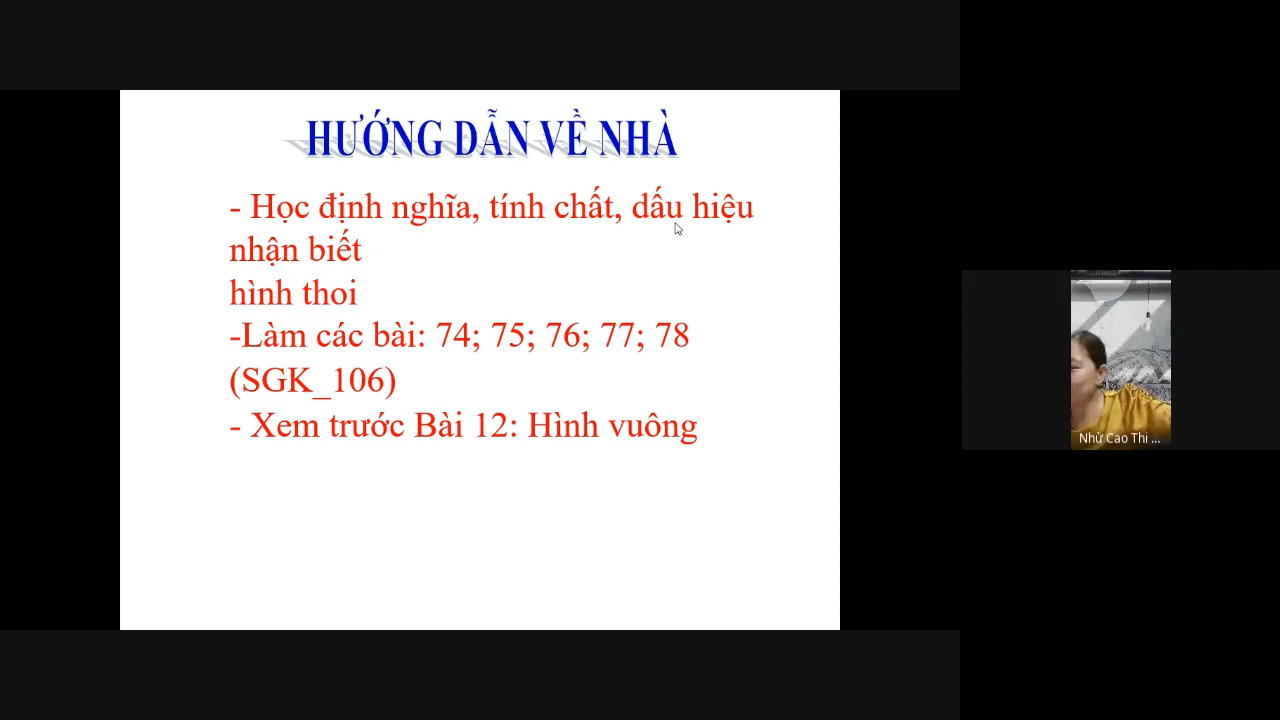 HƯỚNG DẪN VỀ NHÀ
- Học định nghĩa, tính chất, dấu hiệu
nhận biết
hình thoi
-Làm các bài: 74; 75; 76; 77; 78
(SGK_106)
- Xem trước Bài 12: Hình vuông
Nhừ Cao Thi ...